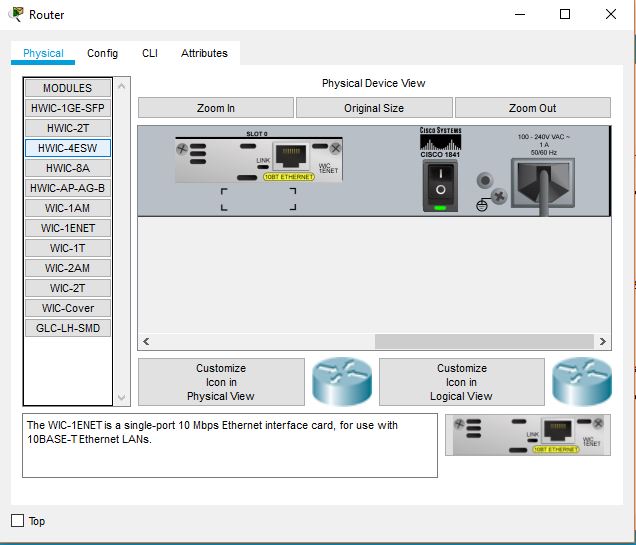 Router
Physical
Config
CLI
Attributes
MODULES
HWIC-1GE-SFP
HWIC-2T
HWIC-4ESW
HWIC-8A
HWIC-AP-AG-B
WIC-1AM
WIC-1ENET
WIC-1T
WIC-2AM
WIC-2T
WIC-Cover
GLC-LH-SMD
Physical Device View
Zoom In
Original Size
Zoom Out
SLOT 0
LINK
WIC
1ENET
10BT ETHERNET
CISCO SYSTEMS
CISCO 1841
I
O
100 - 240V VAC ~
1 A
50/60 Hz
Customize
Icon in
Physical View
Customize
Icon in
Logical View
The WIC-1ENET is a single-port 10 Mbps Ethernet interface card, for use with
10BASE-T Ethernet LANs.
LINK
WIC
1ENET
10BT ETHERNET
Top